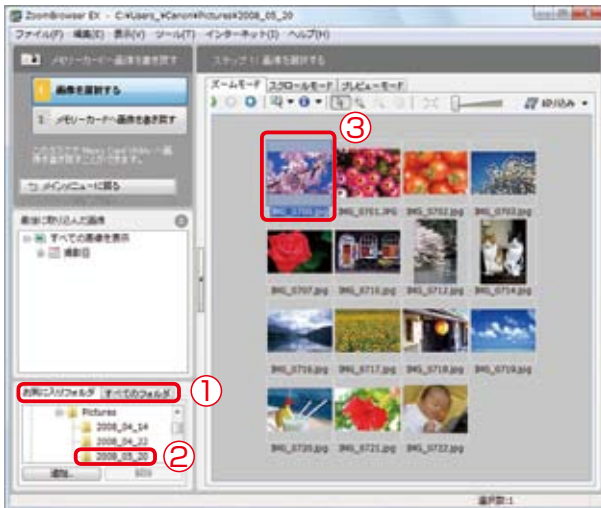 ZoomBrowser EX - C:¥Users_¥Canon¥Pictures¥2008_05_20
ファイル(F) 編集(E) 表示(V) ツール(T) インターネット(I) ヘルプ(H)
メモリーカードへ画像を書き戻す
ステップ1: 画像を選択する
1 画像を選択する
2 メモリーカードへ画像を書き戻す
メインメニューに戻る
ズームモード スクロールモード プレビューモード
絞り込み
③
IMG_0700.jpg IMG_0701.JPG IMG_0702.jpg IMG_0703.jpg
IMG_0707.jpg IMG_0710.jpg IMG_0712.jpg IMG_0714.jpg
IMG_0716.jpg IMG_0717.jpg IMG_0718.jpg IMG_0719.jpg
IMG_0720.jpg IMG_0721.jpg IMG_0722.jpg
最後に取り込んだ画像
すべての画像を表示
撮影日
お気に入りフォルダ すべてのフォルダ ①
Pictures
2008_04_14
2008_04_22
2008_05_20 ②
追加... 解除
選択数:1